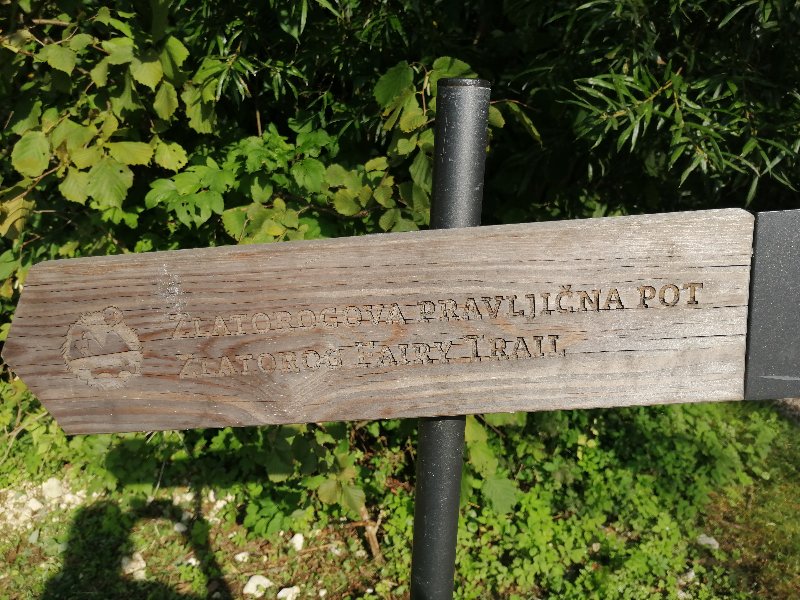 Zlatorogova pravljična pot
Zlatorog Fairy Trail